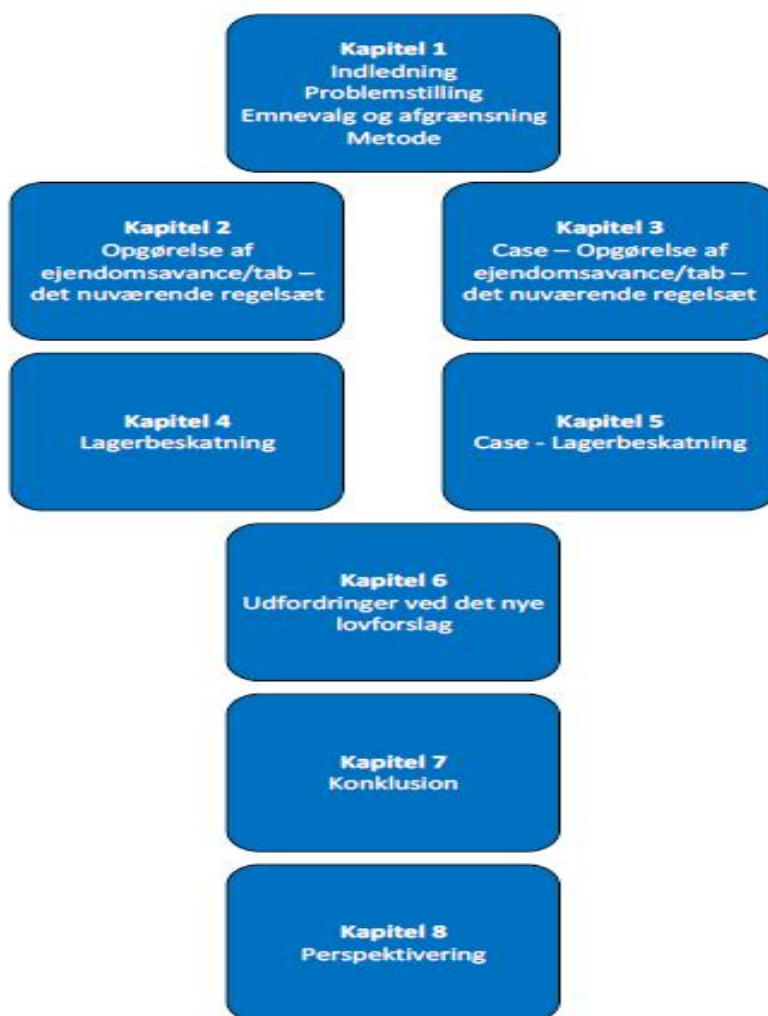 Kapitel 1
Indledning
Problemstilling
Emnevalg og afgrænsning
Metode
Kapitel 2
Opgørelse af
ejendomsavance/tab –
det nuværende regelsæt
Kapitel 3
Case – Opgørelse af
ejendomsavance/tab –
det nuværende regelsæt
Kapitel 4
Lagerbeskatning
Kapitel 5
Case - Lagerbeskatning
Kapitel 6
Udfordringer ved det nye
lovforslag
Kapitel 7
Konklusion
Kapitel 8
Perspektivering